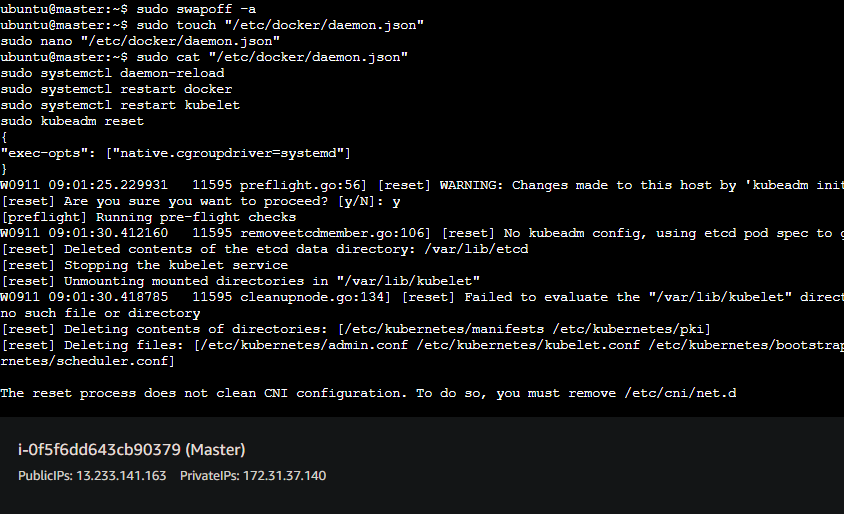 ubuntu@master:~$ sudo swapoff -a
ubuntu@master:~$ sudo touch "/etc/docker/daemon.json"
sudo nano "/etc/docker/daemon.json"
ubuntu@master:~$ sudo cat "/etc/docker/daemon.json"
sudo systemctl daemon-reload
sudo systemctl restart docker
sudo systemctl restart kubelet
sudo kubeadm reset
{
"exec-opts": ["native.cgroupdriver=systemd"]
}
W0911 09:01:25.229931   11595 preflight.go:56] [reset] WARNING: Changes made to this host by 'kubeadm init
[reset] Are you sure you want to proceed? [y/N]: y
[preflight] Running pre-flight checks
W0911 09:01:30.412160   11595 removeetcdmember.go:106] [reset] No kubeadm config, using etcd pod spec to g
[reset] Deleted contents of the etcd data directory: /var/lib/etcd
[reset] Stopping the kubelet service
[reset] Unmounting mounted directories in "/var/lib/kubelet"
W0911 09:01:30.418785   11595 cleanupnode.go:134] [reset] Failed to evaluate the "/var/lib/kubelet" direct
no such file or directory
[reset] Deleting contents of directories: [/etc/kubernetes/manifests /etc/kubernetes/pki]
[reset] Deleting files: [/etc/kubernetes/admin.conf /etc/kubernetes/kubelet.conf /etc/kubernetes/bootstrap
rnetes/scheduler.conf]
The reset process does not clean CNI configuration. To do so, you must remove /etc/cni/net.d
i-0f5f6dd643cb90379 (Master)
PublicIPs: 13.233.141.163 PrivateIPs: 172.31.37.140